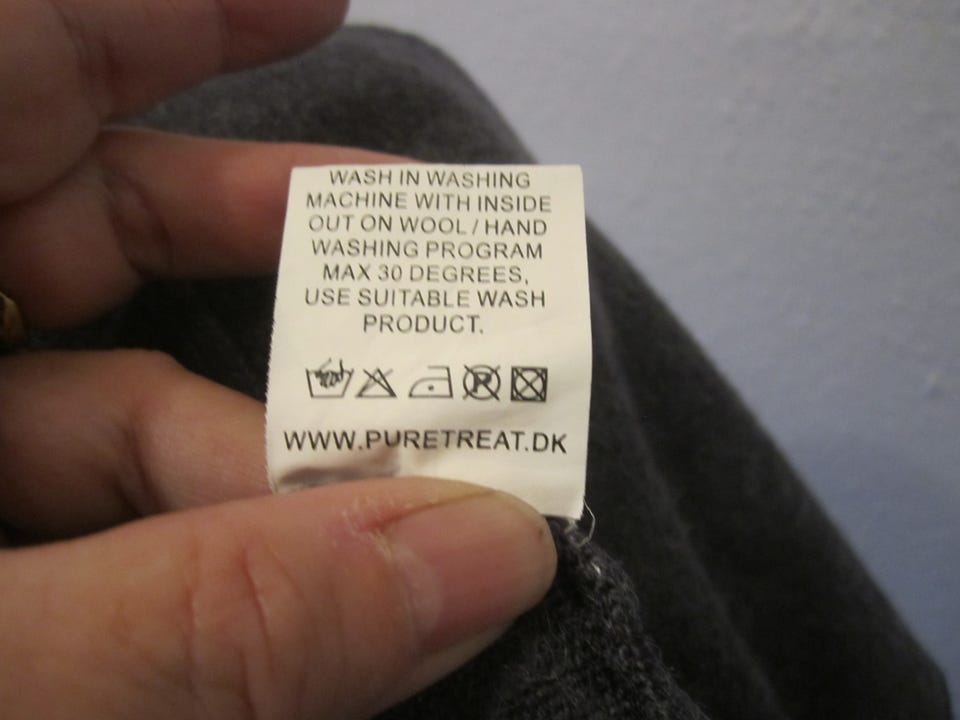 WASH IN WASHING
MACHINE WITH INSIDE
OUT ON WOOL / HAND
WASHING PROGRAM
MAX 30 DEGREES,
USE SUITABLE WASH
PRODUCT.
R
WWW.PURETREAT.DK